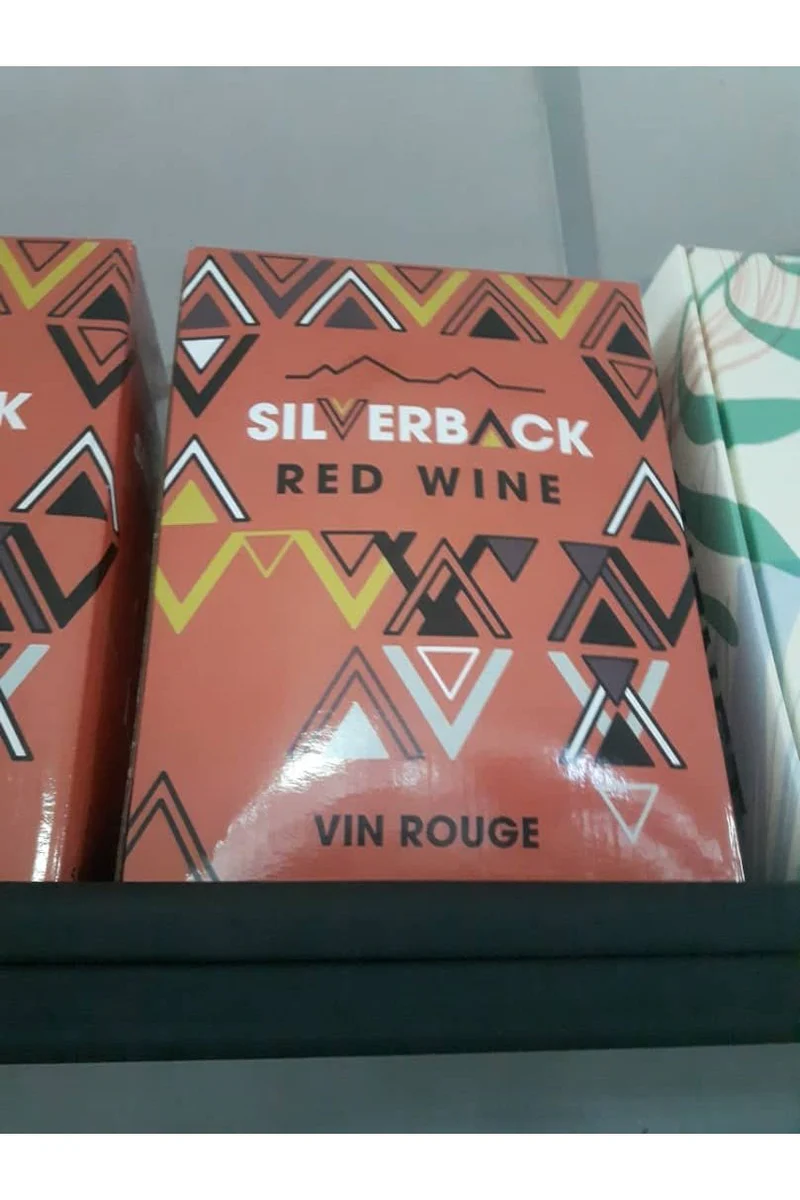 SILVERBACK
RED WINE
VIN ROUGE
K